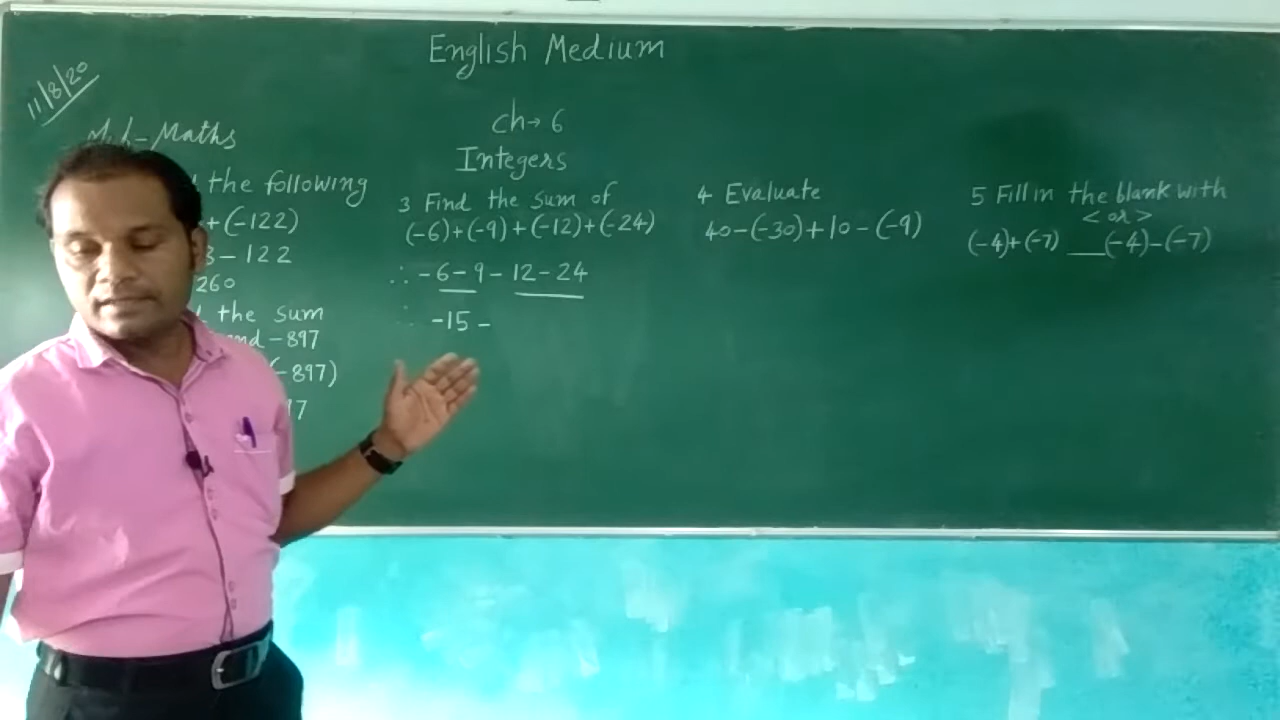 English Medium
11/8/20
Maths
ch→ 6
Integers
the following
+(-122)
3 - 122
260
the sum
and -897
(-897)
17
3 Find the sum of
(-6)+(-9)+(-12)+(-24)
∴ -6-9-12-24
∴ -15 -
4 Evaluate
40-(-30)+10-(-9)
5 Fill in the blank with
< or >
(-4)+(-7) ___(-4)-(-7)